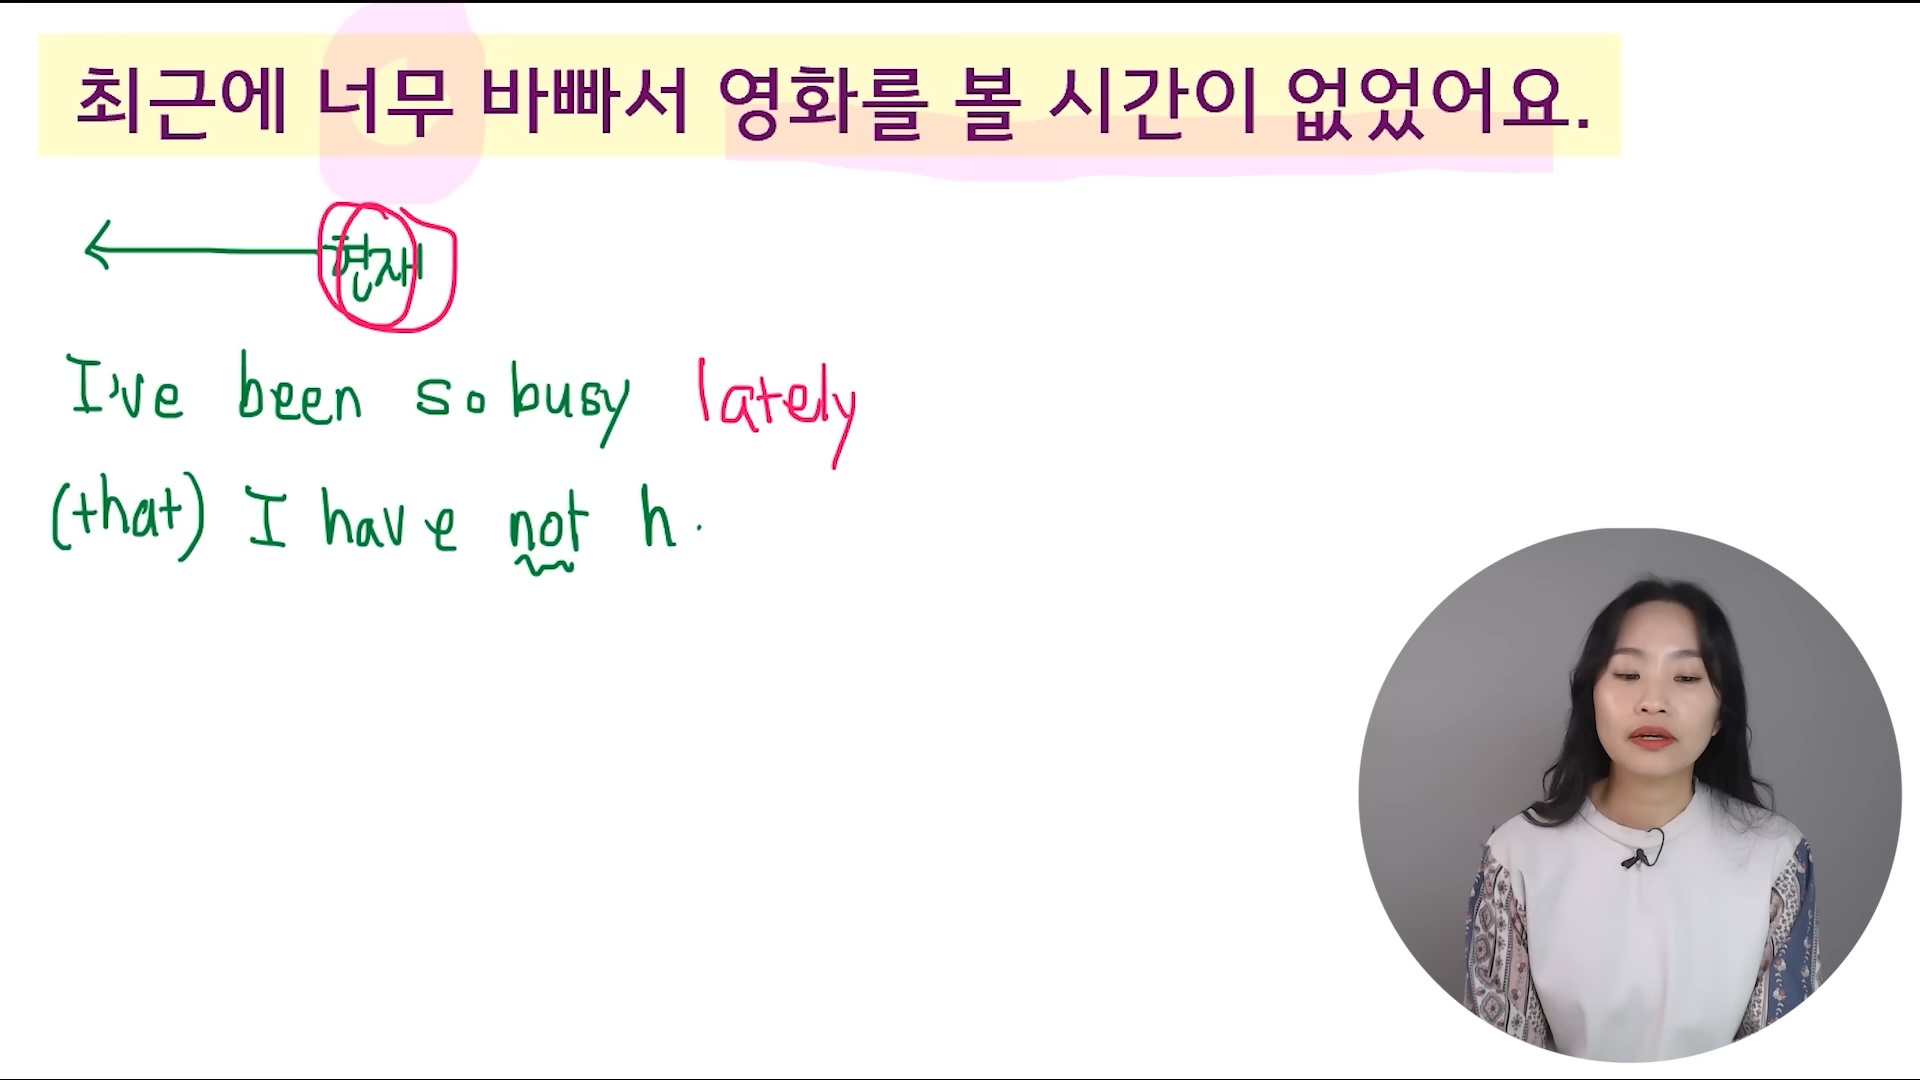 최근에 너무 바빠서 영화를 볼 시간이 없었어요.
현재
I've been so busy lately
(that) I have not h